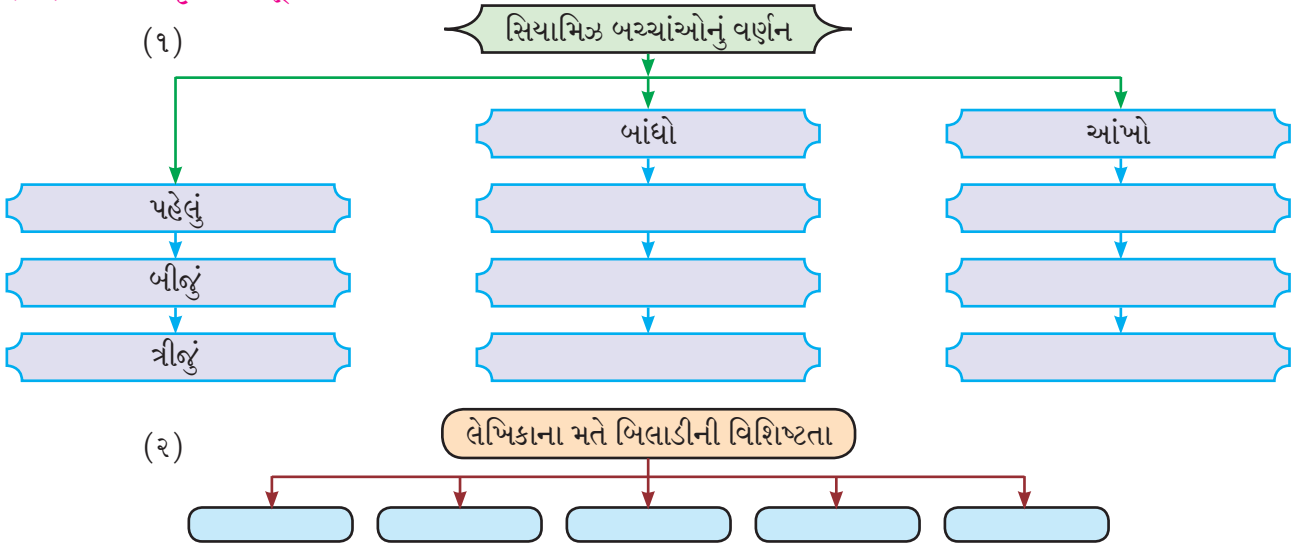 (૧)
સિયામિઝ બચ્ચાંઓનું વર્ણન
બાંધો
આંખો
પહેલું
બીજું
ત્રીજું
(૨)
લેખિકાના મતે બિલાડીની વિશિષ્ટતા